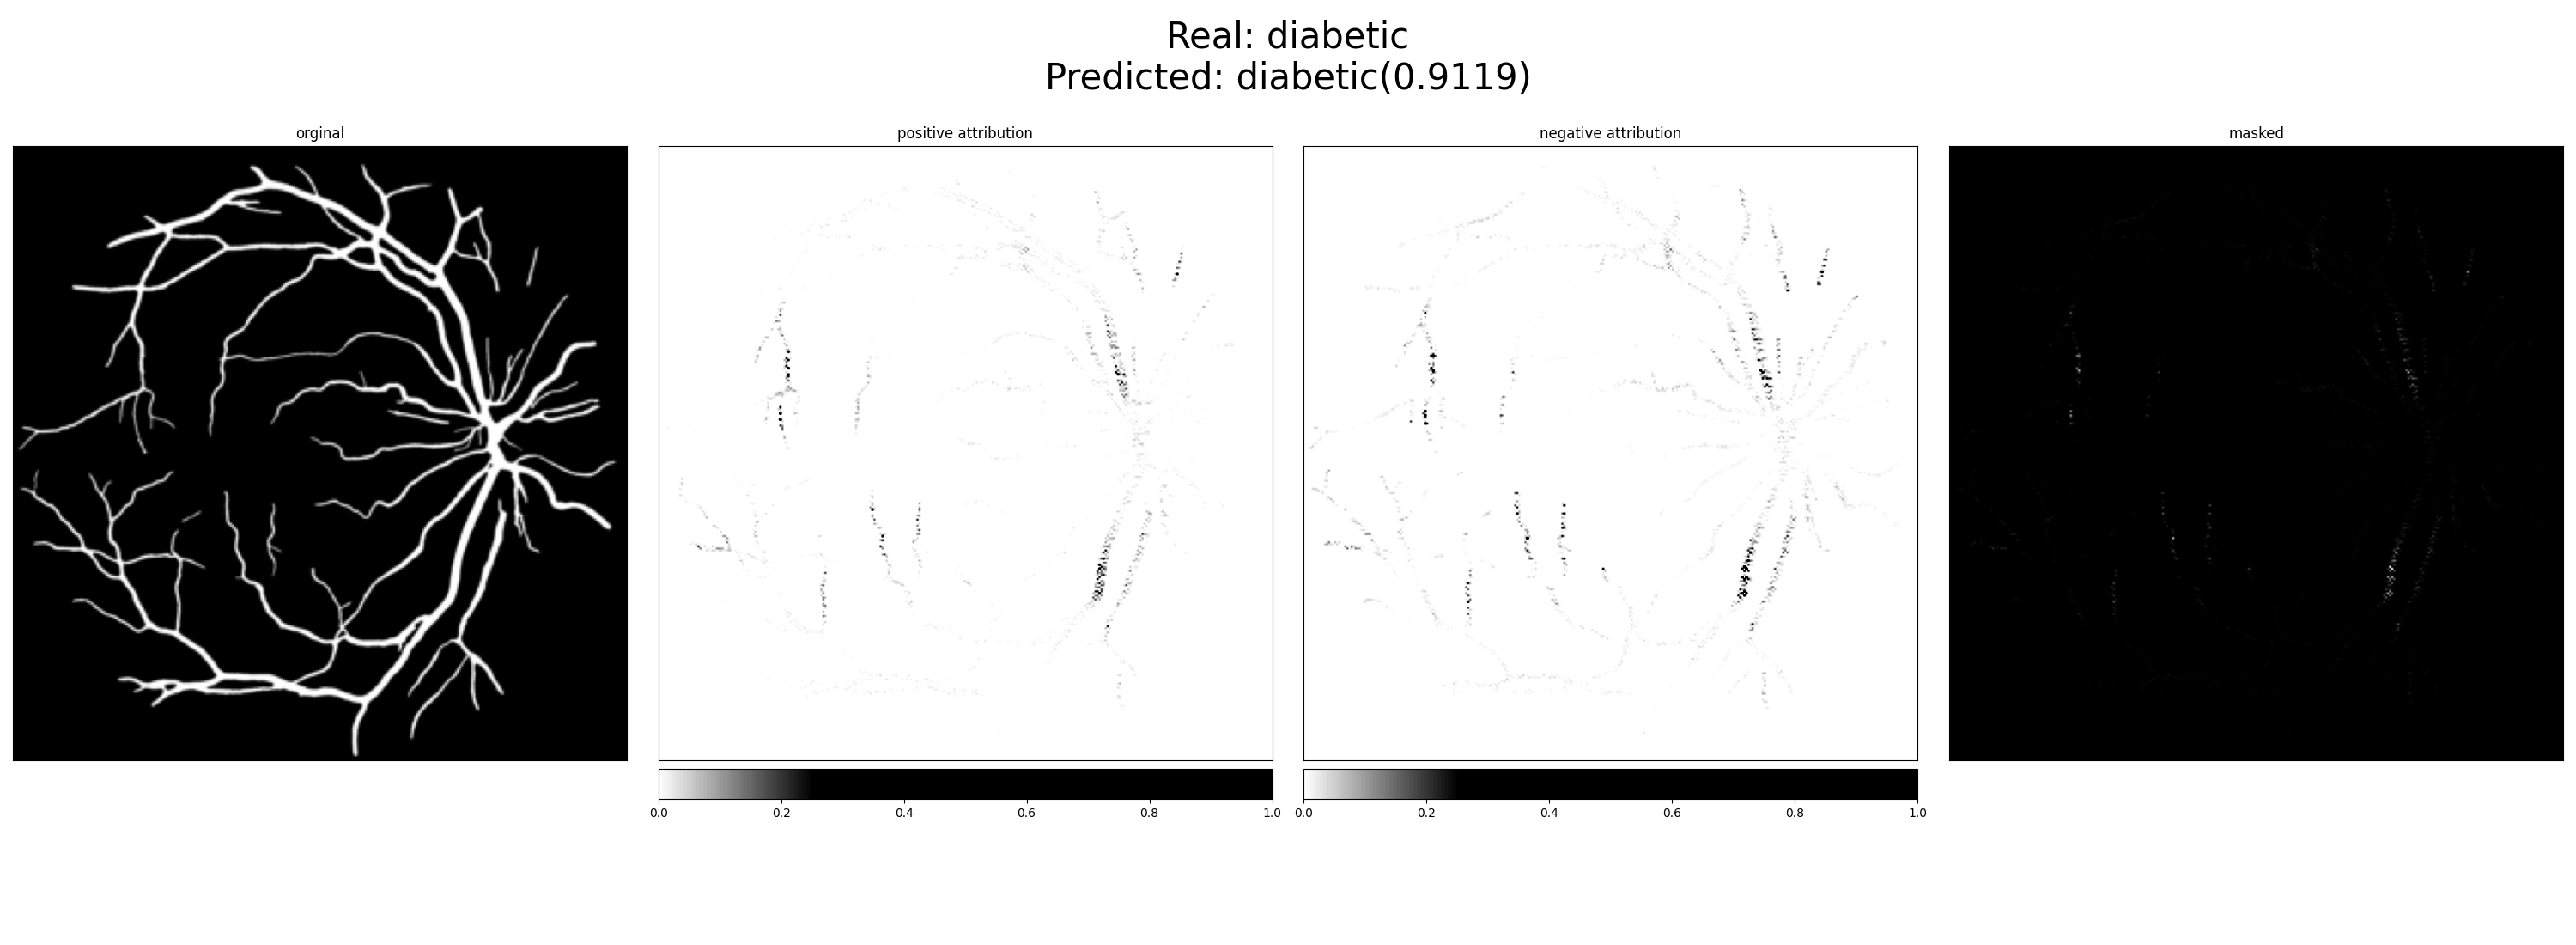 Real: diabetic
Predicted: diabetic(0.9119)
orginal
positive attribution
negative attribution
masked
0.0 0.2 0.4 0.6 0.8 1.0
0.0 0.2 0.4 0.6 0.8 1.0